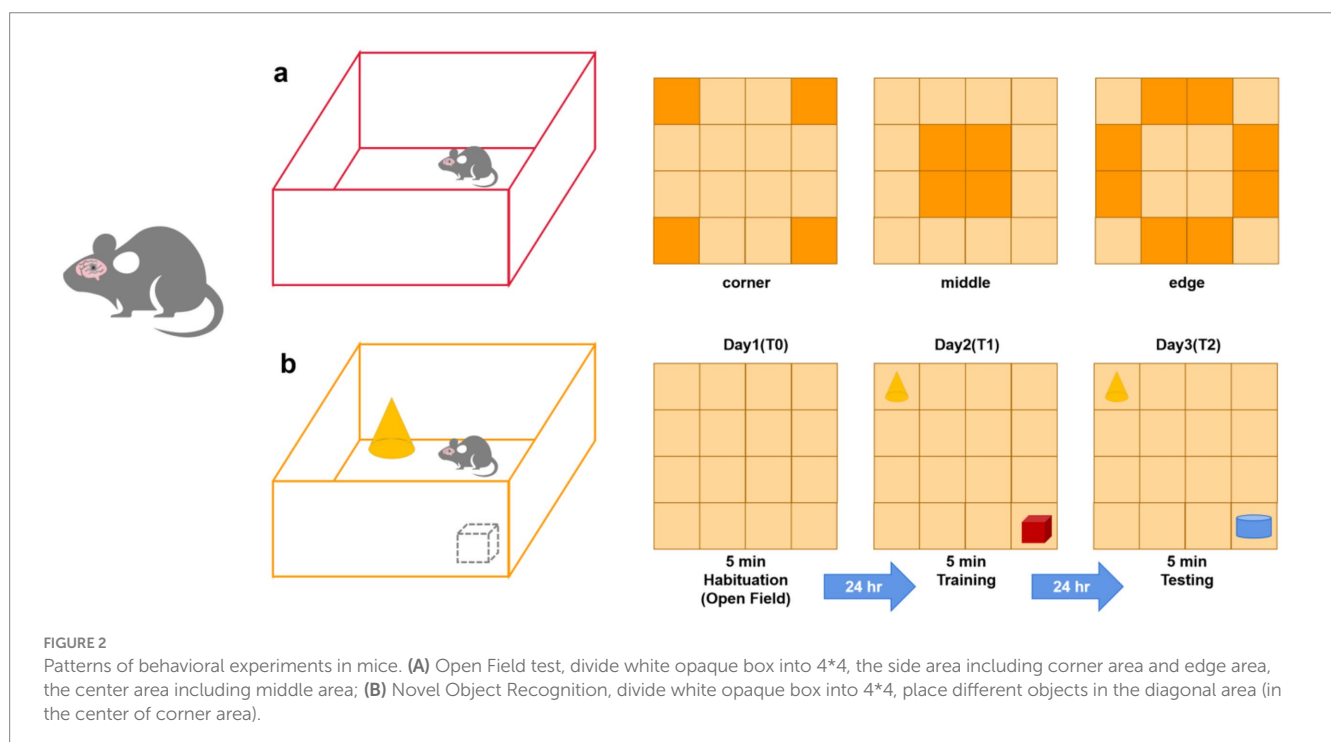 a
corner
middle
edge
b
Day1(T0)
Day2(T1)
Day3(T2)
5 min
Habituation
(Open Field)
24 hr
5 min
Training
24 hr
5 min
Testing
FIGURE 2
Patterns of behavioral experiments in mice. (A) Open Field test, divide white opaque box into 4*4, the side area including corner area and edge area,
the center area including middle area; (B) Novel Object Recognition, divide white opaque box into 4*4, place different objects in the diagonal area (in
the center of corner area).